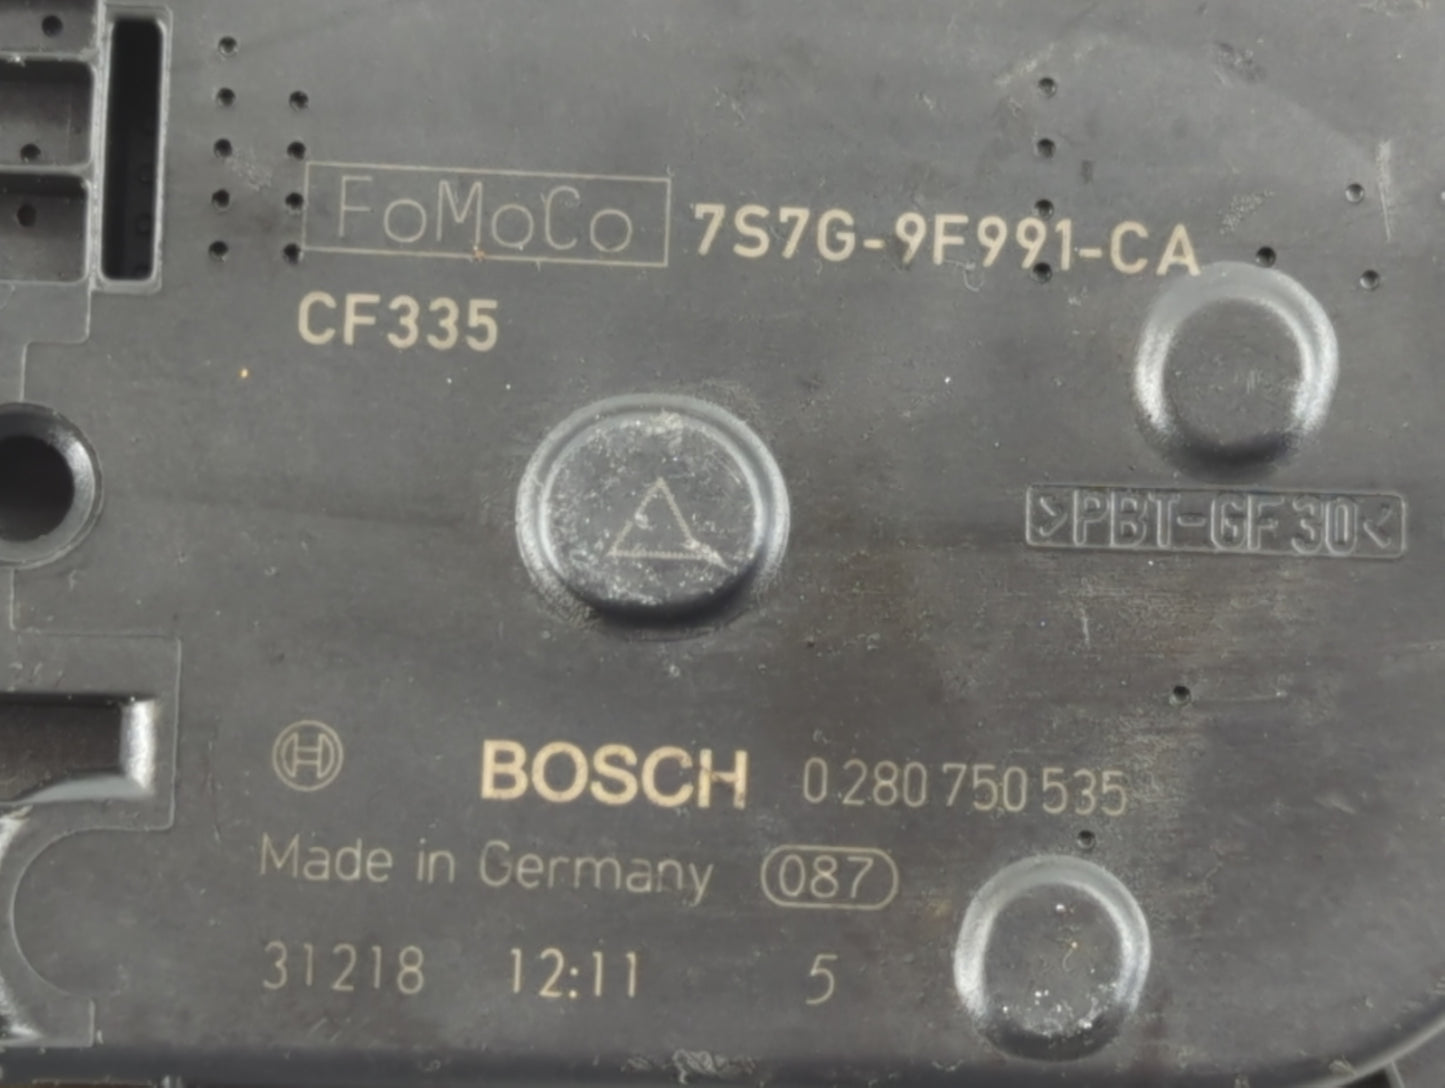 FoMoCo 7S7G-9F991-CA
CF335
>PBT-GF30<
BOSCH 0 280 750 535
Made in Germany 087
31218 12:11 5